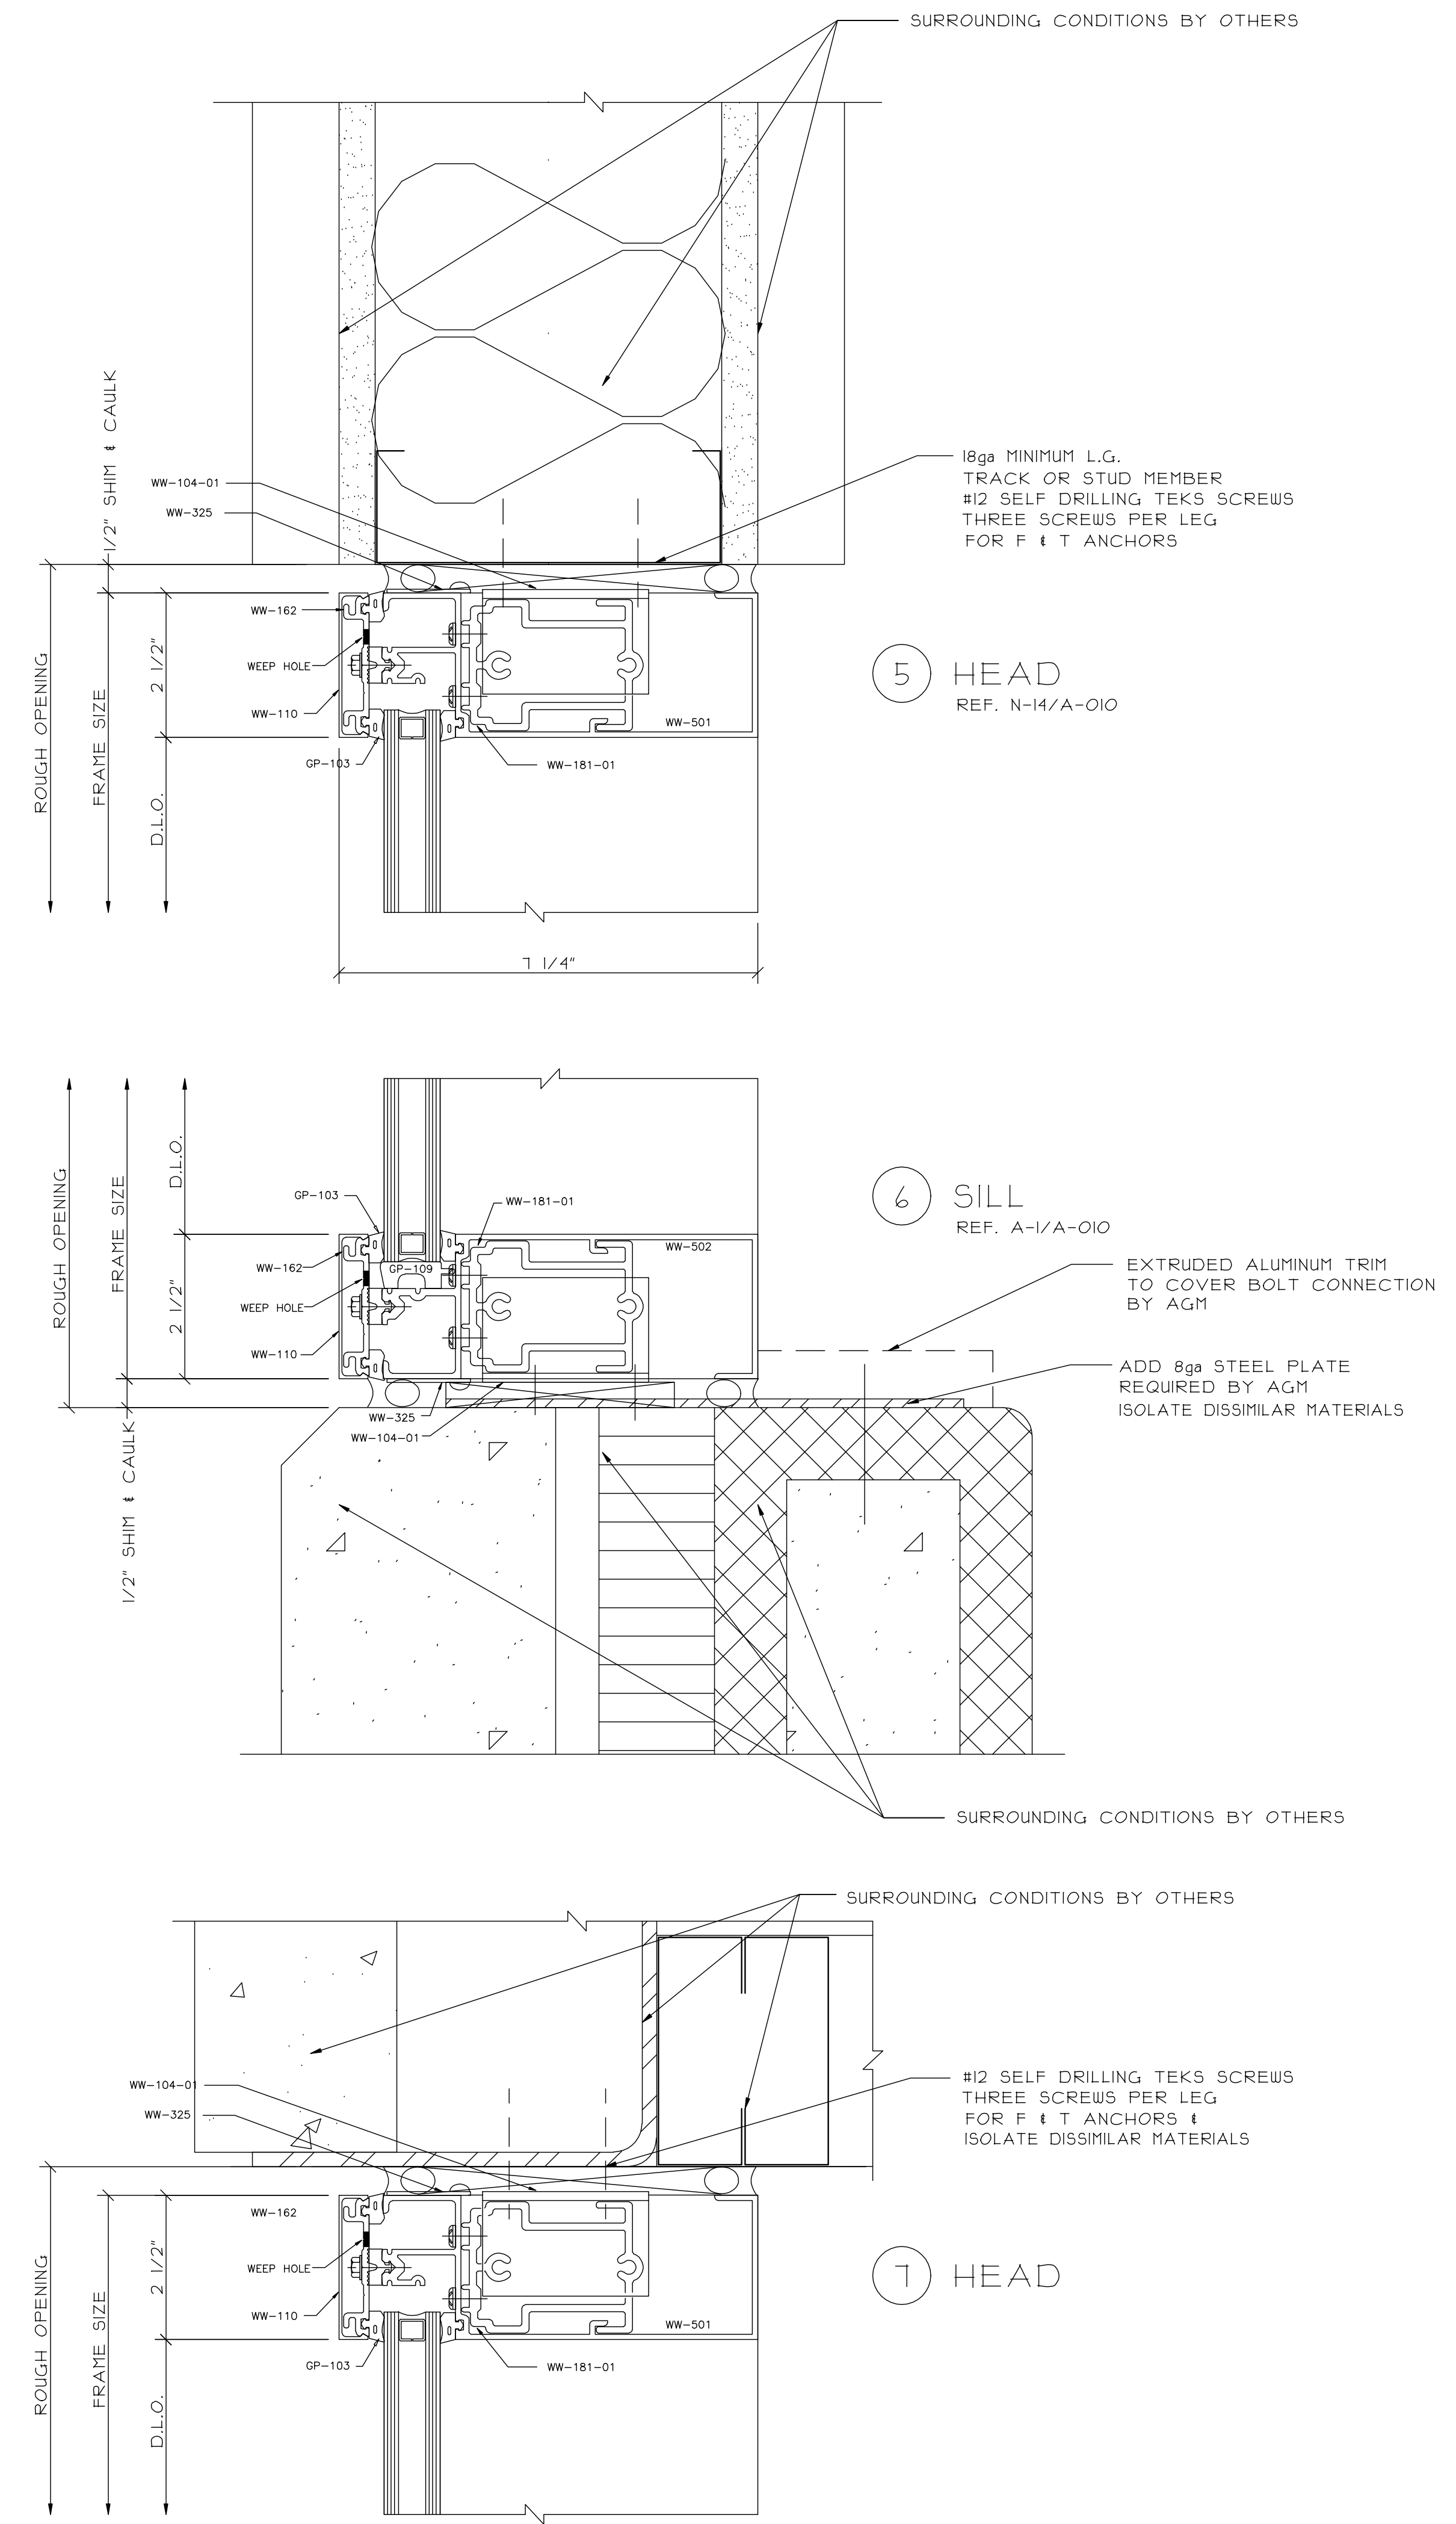 SURROUNDING CONDITIONS BY OTHERS
1/2" SHIM & CAULK
WW-104-01
WW-325
18ga MINIMUM L.G.
TRACK OR STUD MEMBER
#12 SELF DRILLING TEKS SCREWS
THREE SCREWS PER LEG
FOR F & T ANCHORS
ROUGH OPENING
FRAME SIZE
2 1/2"
D.L.O.
WW-162
WEEP HOLE
WW-110
GP-103
WW-181-01
WW-501
5 HEAD
REF. N-14/A-010
7 1/4"
ROUGH OPENING
FRAME SIZE
D.L.O.
2 1/2"
1/2" SHIM & CAULK
GP-103
WW-181-01
WW-162
GP-109
WW-502
WEEP HOLE
WW-110
WW-325
WW-104-01
6 SILL
REF. A-1/A-010
EXTRUDED ALUMINUM TRIM
TO COVER BOLT CONNECTION
BY AGM
ADD 8ga STEEL PLATE
REQUIRED BY AGM
ISOLATE DISSIMILAR MATERIALS
SURROUNDING CONDITIONS BY OTHERS
SURROUNDING CONDITIONS BY OTHERS
WW-104-01
WW-325
#12 SELF DRILLING TEKS SCREWS
THREE SCREWS PER LEG
FOR F & T ANCHORS &
ISOLATE DISSIMILAR MATERIALS
ROUGH OPENING
FRAME SIZE
2 1/2"
D.L.O.
WW-162
WEEP HOLE
WW-110
GP-103
WW-181-01
WW-501
7 HEAD